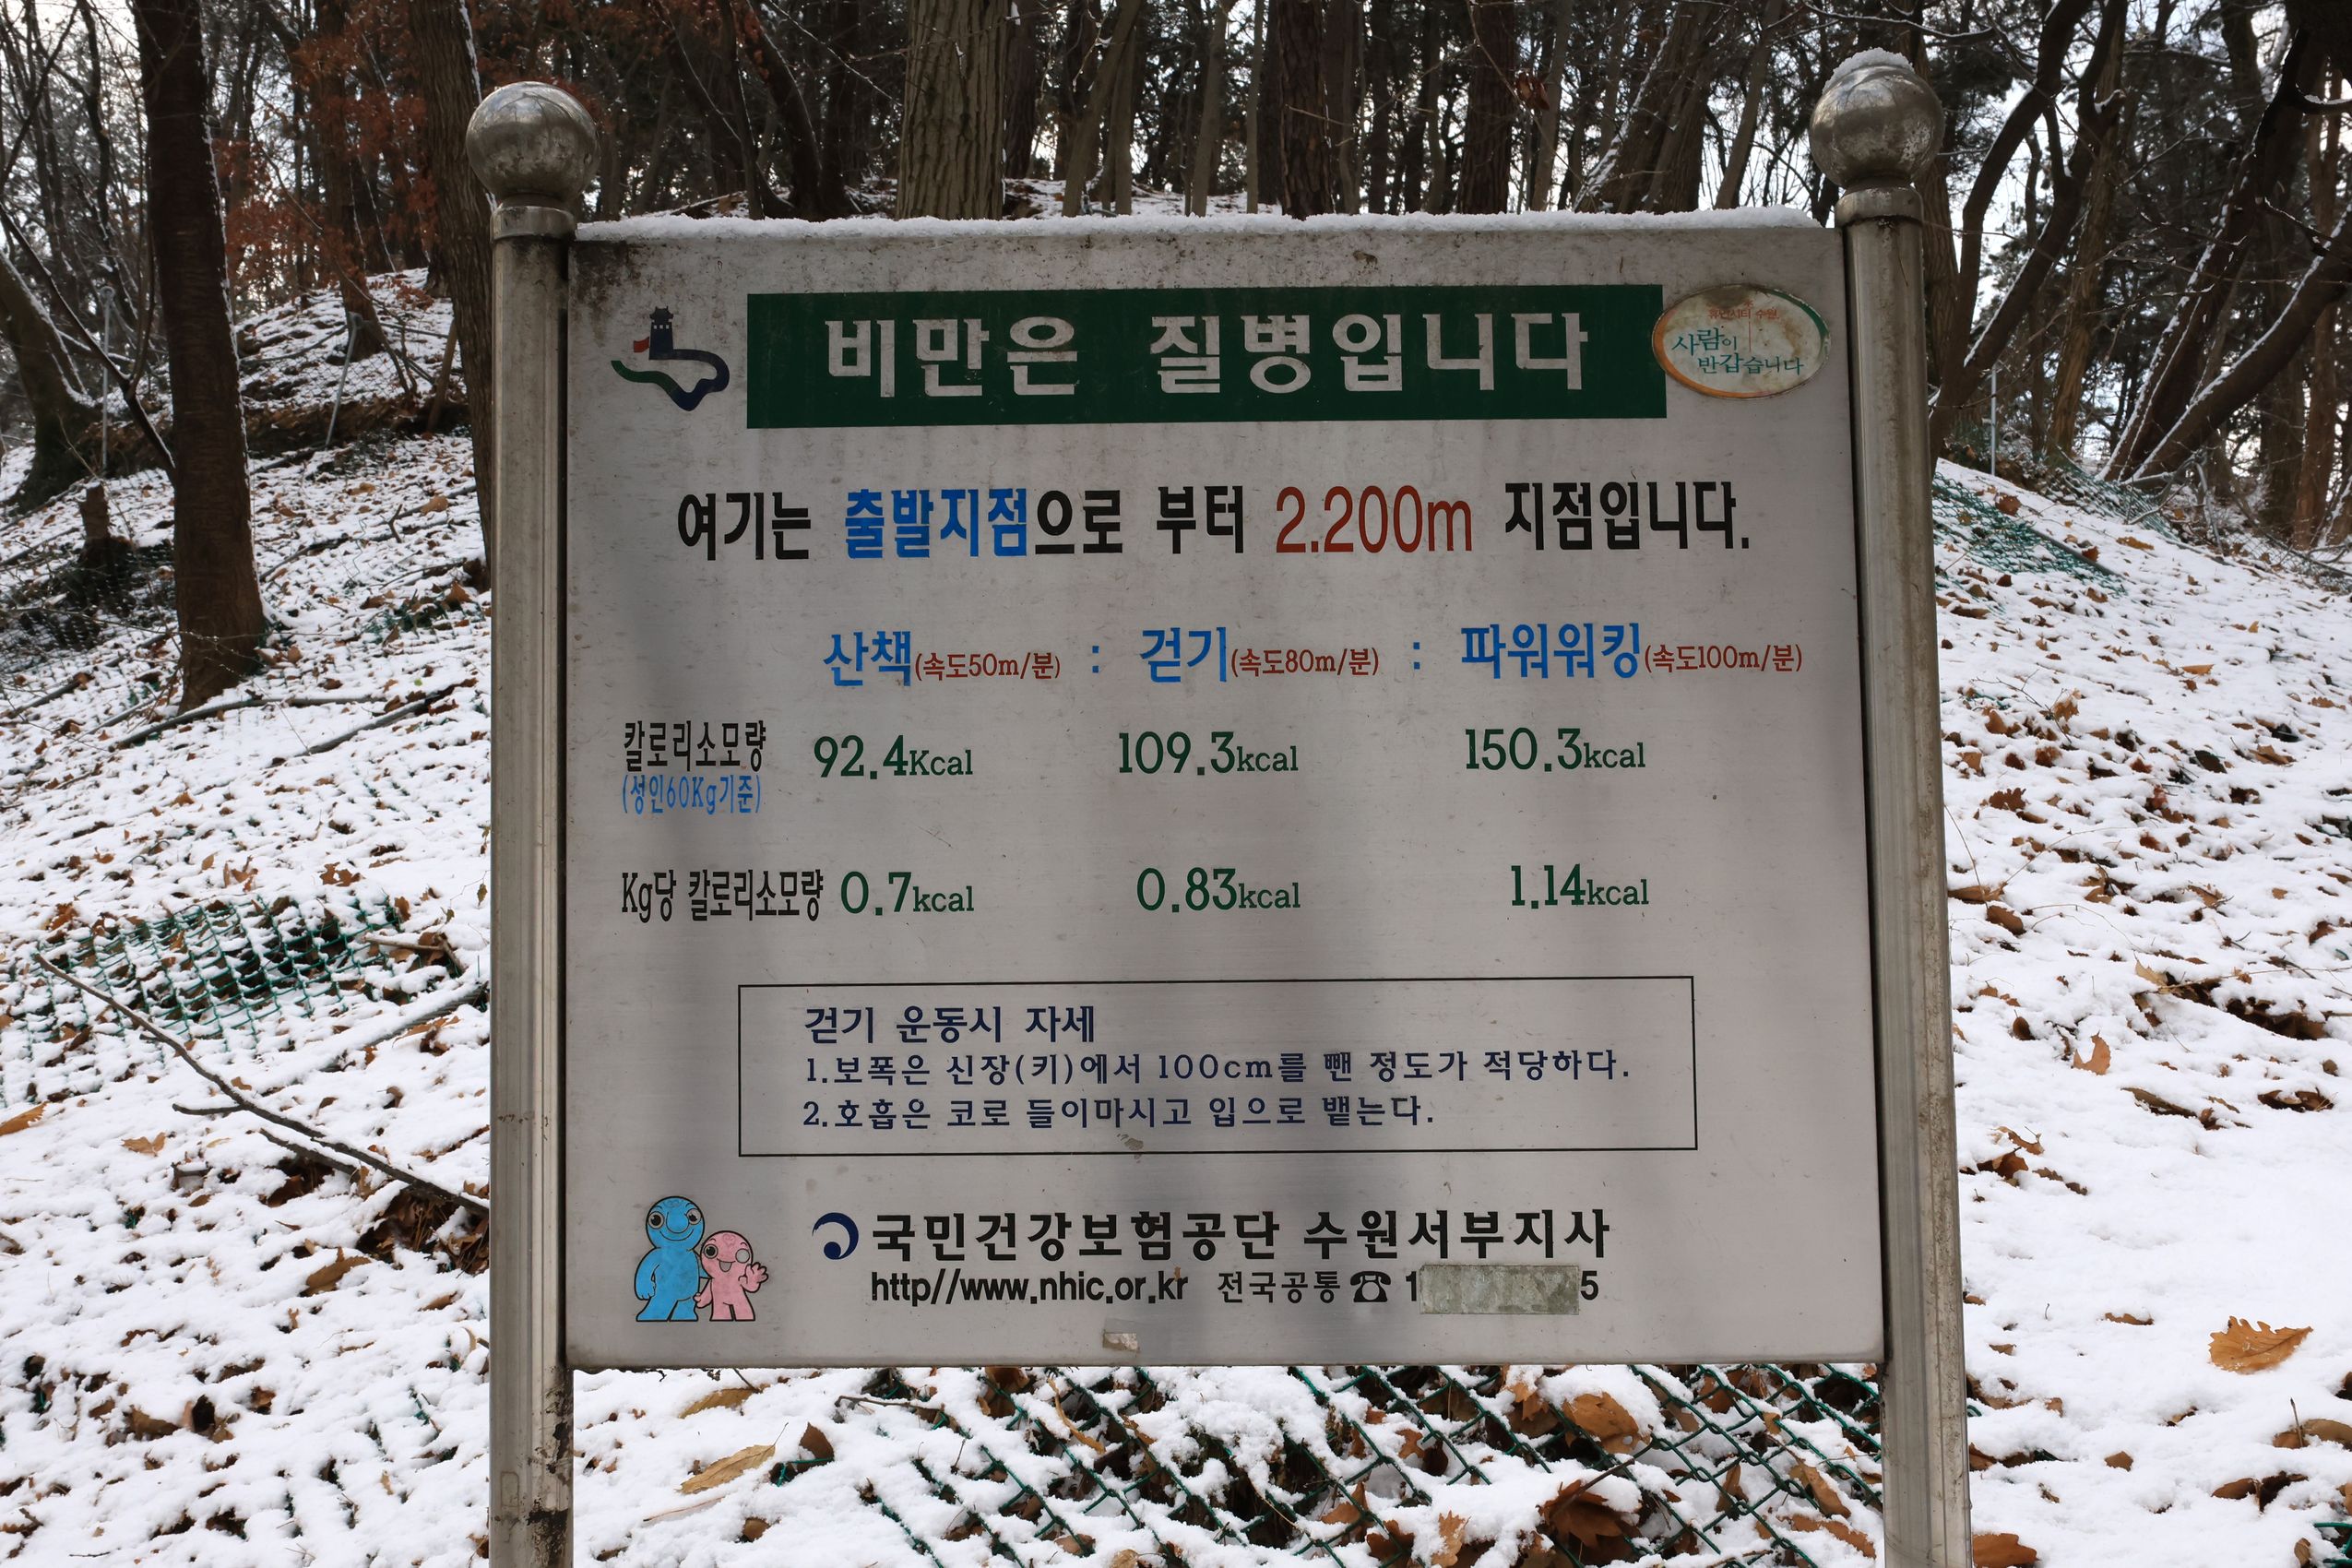 비만은 질병입니다
휴먼시티 수원
사람이
반갑습니다
여기는 출발지점으로 부터 2.200m 지점입니다.
산책(속도50m/분) : 걷기(속도80m/분) : 파워워킹(속도100m/분)
칼로리소모량 92.4Kcal 109.3kcal 150.3kcal
(성인60Kg기준)
Kg당 칼로리소모량 0.7kcal 0.83kcal 1.14kcal
걷기 운동시 자세
1.보폭은 신장(키)에서 100cm를 뺀 정도가 적당하다.
2.호흡은 코로 들이마시고 입으로 뱉는다.
국민건강보험공단 수원서부지사
http//www.nhic.or.kr 전국공통☎ 1 5